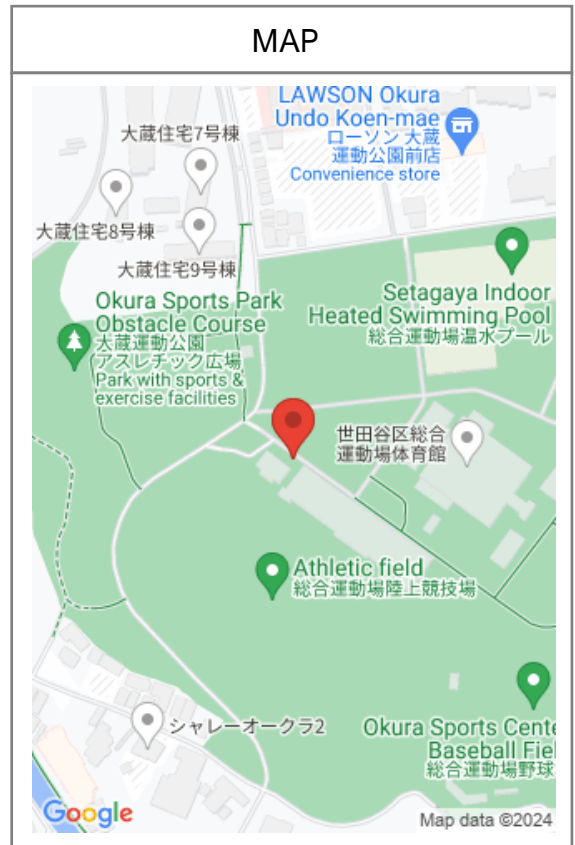 MAP
LAWSON Okura
Undo Koen-mae
ローソン 大蔵
運動公園前店
Convenience store
大蔵住宅7号棟
大蔵住宅8号棟
大蔵住宅9号棟
Setagaya Indoor
Heated Swimming Pool
総合運動場温水プール
Okura Sports Park
Obstacle Course
大蔵運動公園
アスレチック広場
Park with sports &
exercise facilities
世田谷区総合
運動場体育館
Athletic field
総合運動場陸上競技場
シャレーオークラ2
Okura Sports Cente
Baseball Fie
総合運動場野球
Google
Map data ©2024